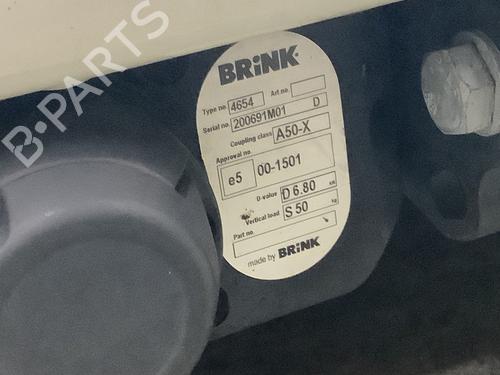 B·PARTS
BRiNK
Type no. 4654 Art no.
Serial no. 200691M01 D
Coupling class A50-X
Approval no.
e5 00-1501
D-value D 6.80 kN
Vertical load S 50 kg
Part no.
made by BRiNK